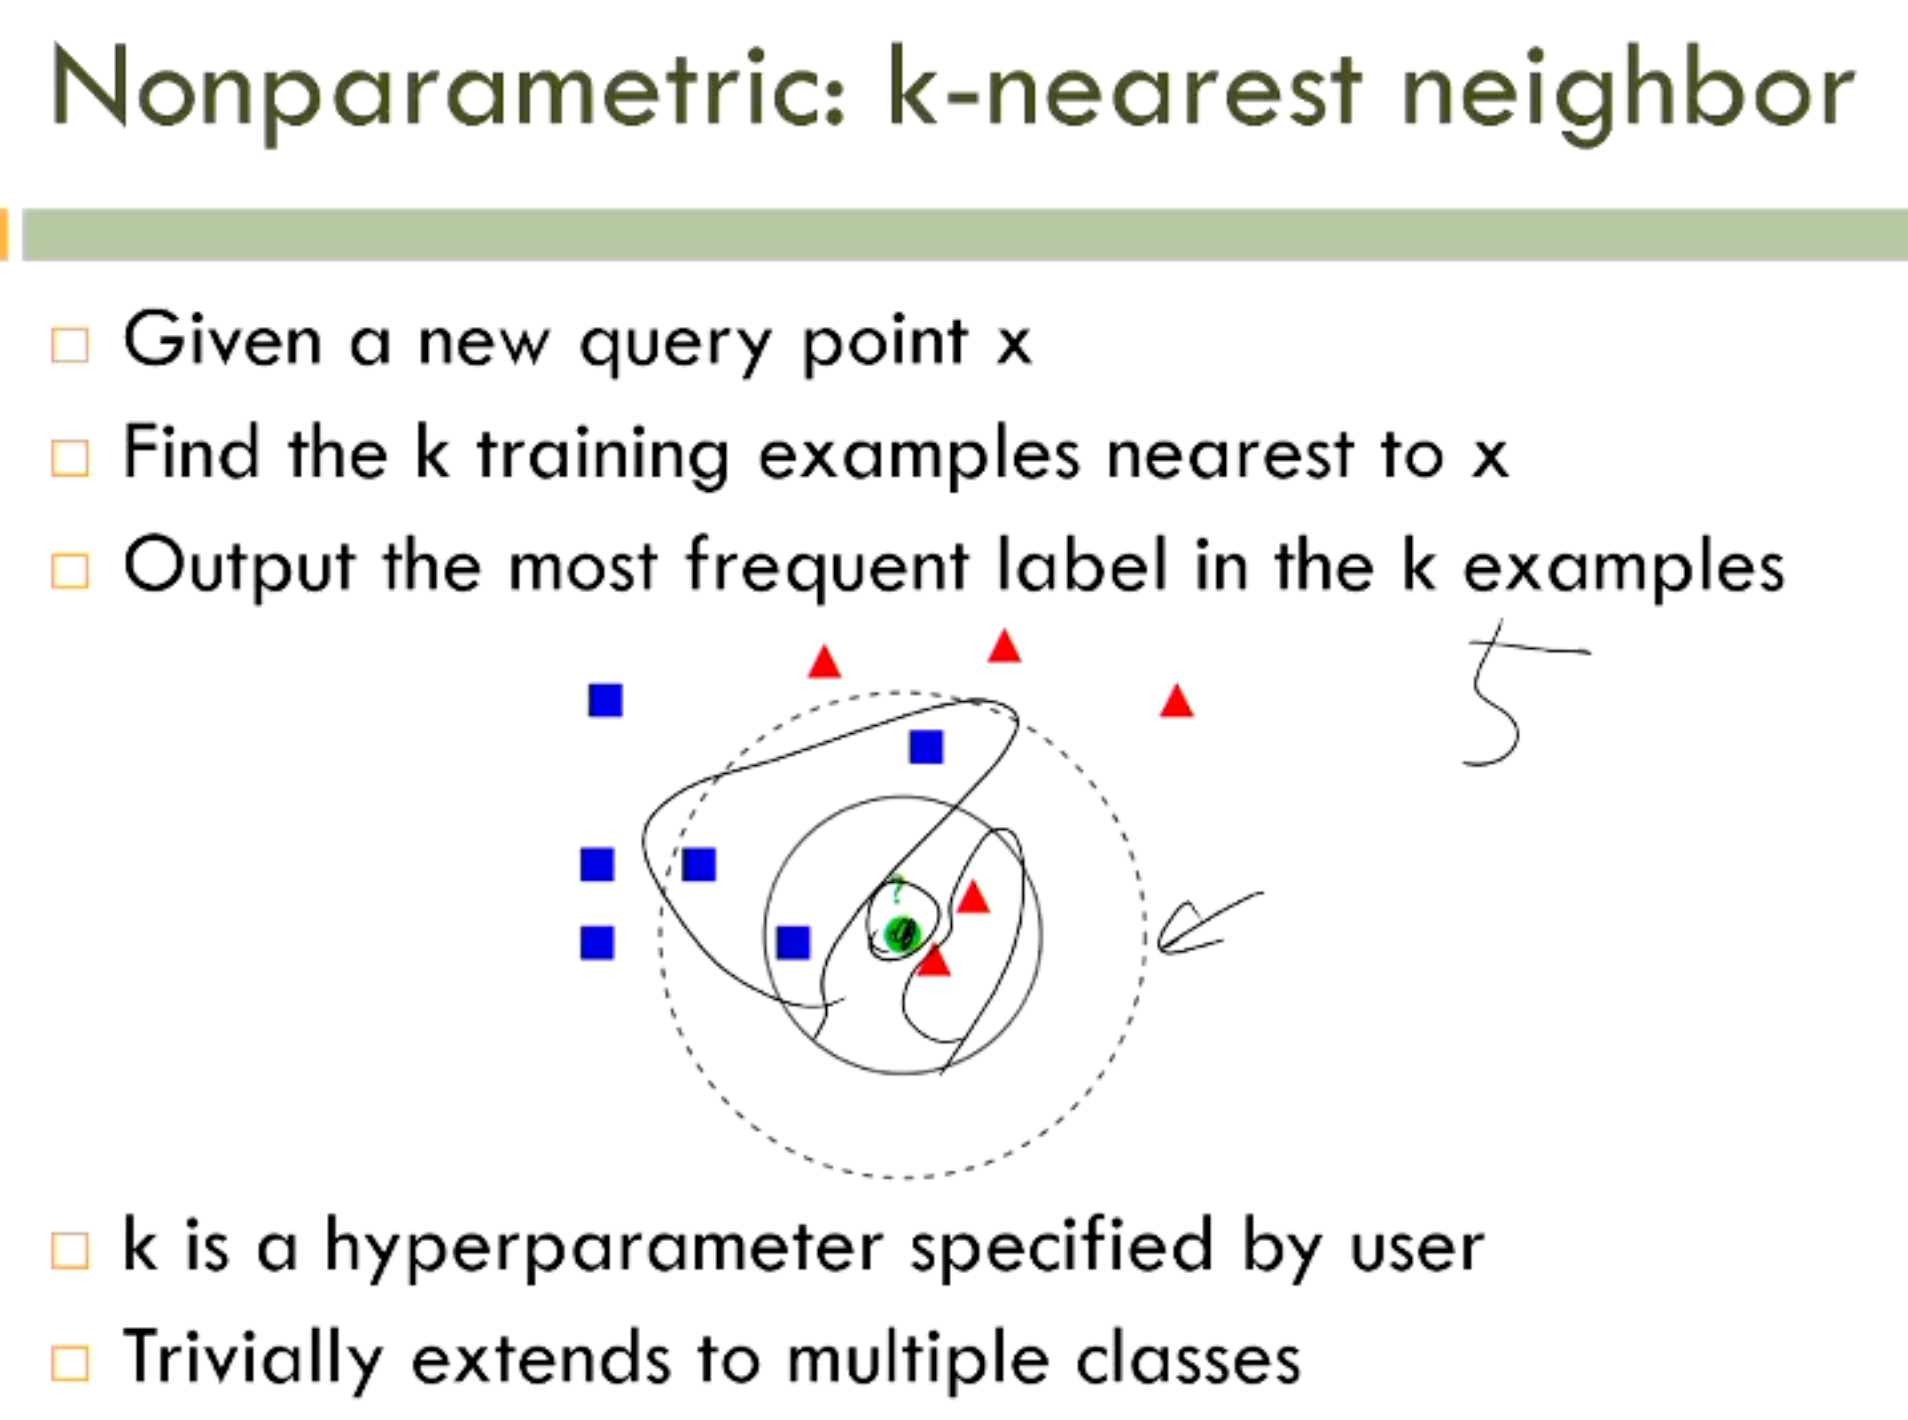 Nonparametric: k-nearest neighbor
Given a new query point x
Find the k training examples nearest to x
Output the most frequent label in the k examples
5
?
k is a hyperparameter specified by user
Trivially extends to multiple classes